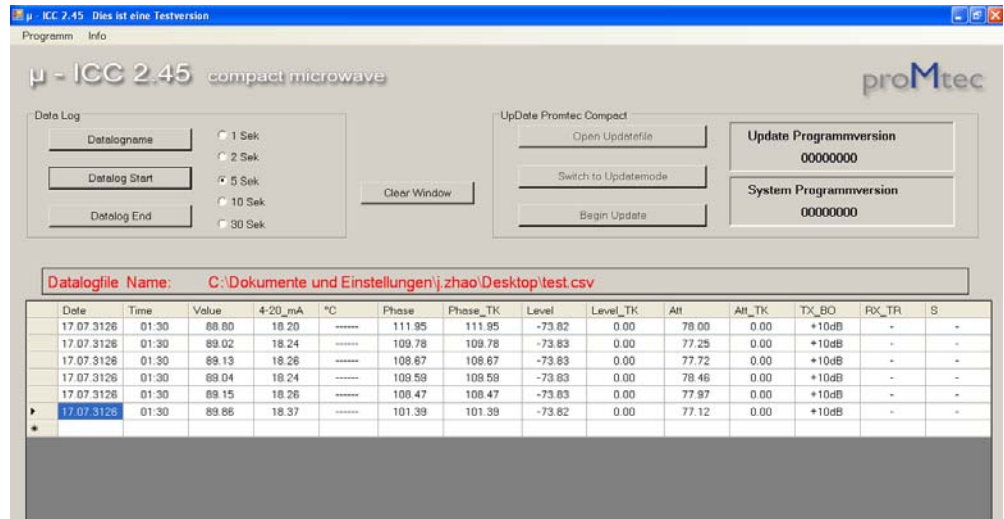 µ - ICC 2.45 Dies ist eine Testversion
Programm Info
µ - ICC 2.45 compact microwave
proMtec
Data Log
Datalogname
Datalog Start
Datalog End
1 Sek
2 Sek
5 Sek
10 Sek
30 Sek
Clear Window
UpDate Promtec Compact
Open Updatefile
Switch to Updatemode
Begin Update
Update Programmversion
00000000
System Programmversion
00000000
Datalogfile Name: C:\Dokumente und Einstellungen\j.zhao\Desktop\test.csv
Date Time Value 4-20_mA °C Phase Phase_TK Level Level_TK Att Att_TK TX_BO RX_TR S
17.07.3126 01:30 88.80 18.20 ------ 111.95 111.95 -73.82 0.00 78.00 0.00 +10dB - -
17.07.3126 01:30 89.02 18.24 ------ 109.78 109.78 -73.83 0.00 77.25 0.00 +10dB - -
17.07.3126 01:30 89.13 18.26 ------ 108.67 108.67 -73.83 0.00 77.72 0.00 +10dB - -
17.07.3126 01:30 89.04 18.24 ------ 109.59 109.59 -73.83 0.00 78.46 0.00 +10dB - -
17.07.3126 01:30 89.15 18.26 ------ 108.47 108.47 -73.83 0.00 77.97 0.00 +10dB - -
17.07.3126 01:30 89.86 18.37 ------ 101.39 101.39 -73.82 0.00 77.12 0.00 +10dB - -